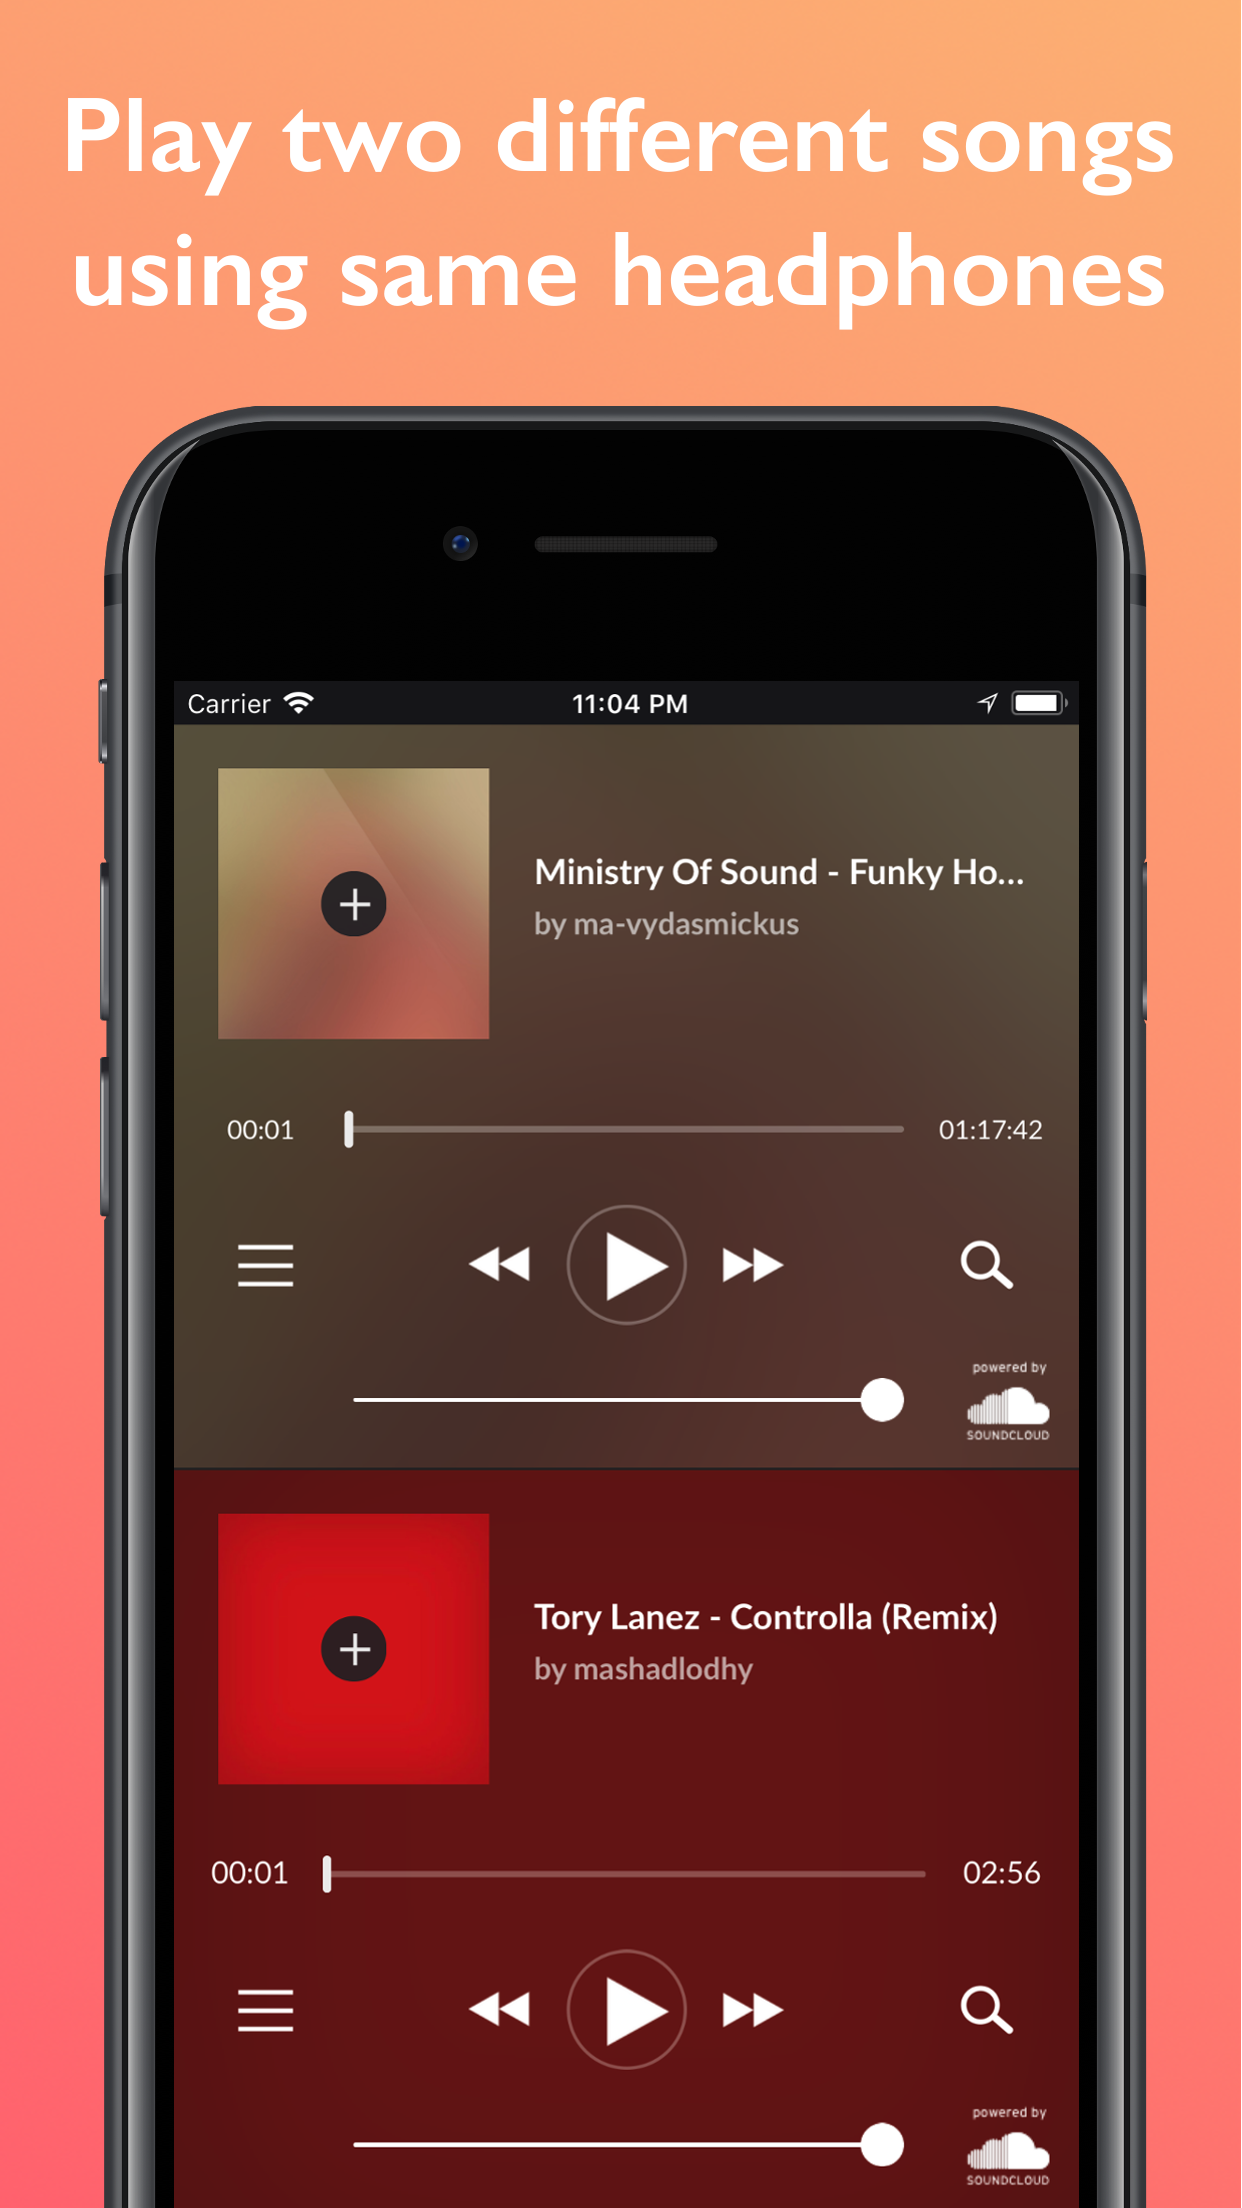 Play two different songs
using same headphones
Carrier 11:04 PM
Ministry Of Sound - Funky Ho...
by ma-vydasmickus
00:01 01:17:42
powered by
SOUNDCLOUD
Tory Lanez - Controlla (Remix)
by mashadlodhy
00:01 02:56
powered by
SOUNDCLOUD